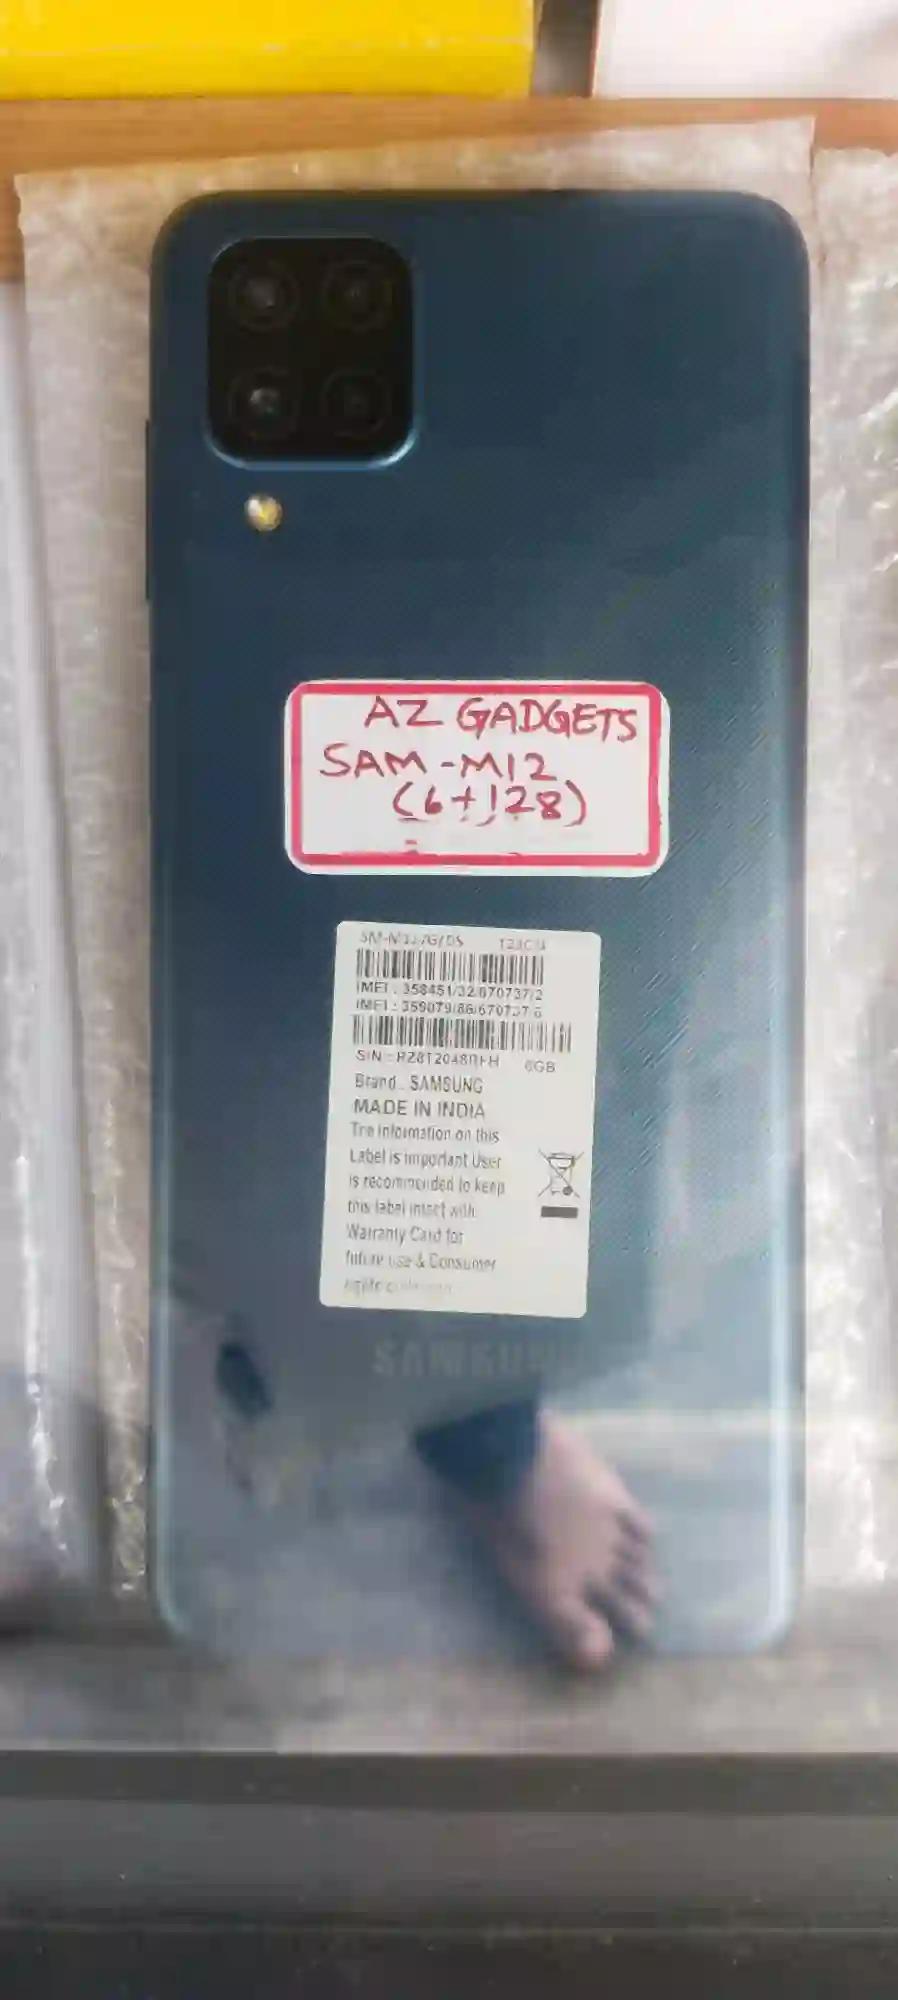 AZ GADGETS
SAM-M12
(6+128)
128GB
IMEI : 358451/32/670737/2
IMEI : 359079/86/670737/6
S/N : 6GB
Brand : SAMSUNG
MADE IN INDIA
The information on this
Label is important User
is recommended to keep
this label intact with
Warranty Card for
future use & Consumer
SAMSUNG